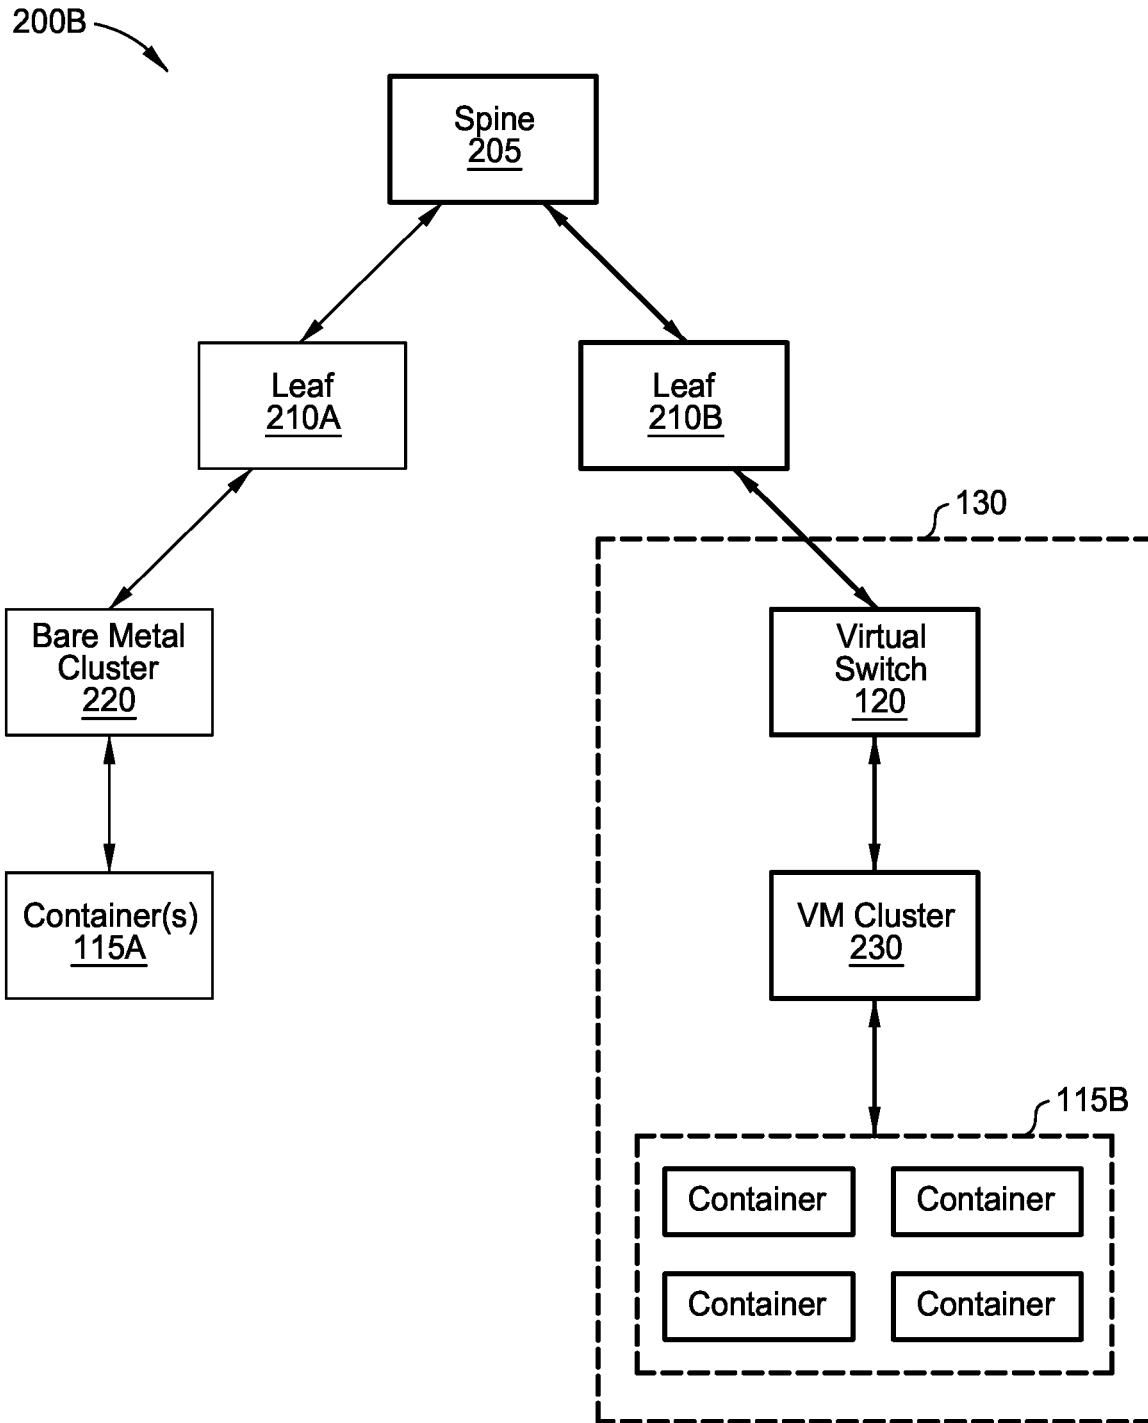 200B
Spine
205
Leaf
210A
Leaf
210B
130
Bare Metal
Cluster
220
Virtual
Switch
120
Container(s)
115A
VM Cluster
230
115B
Container
Container
Container
Container